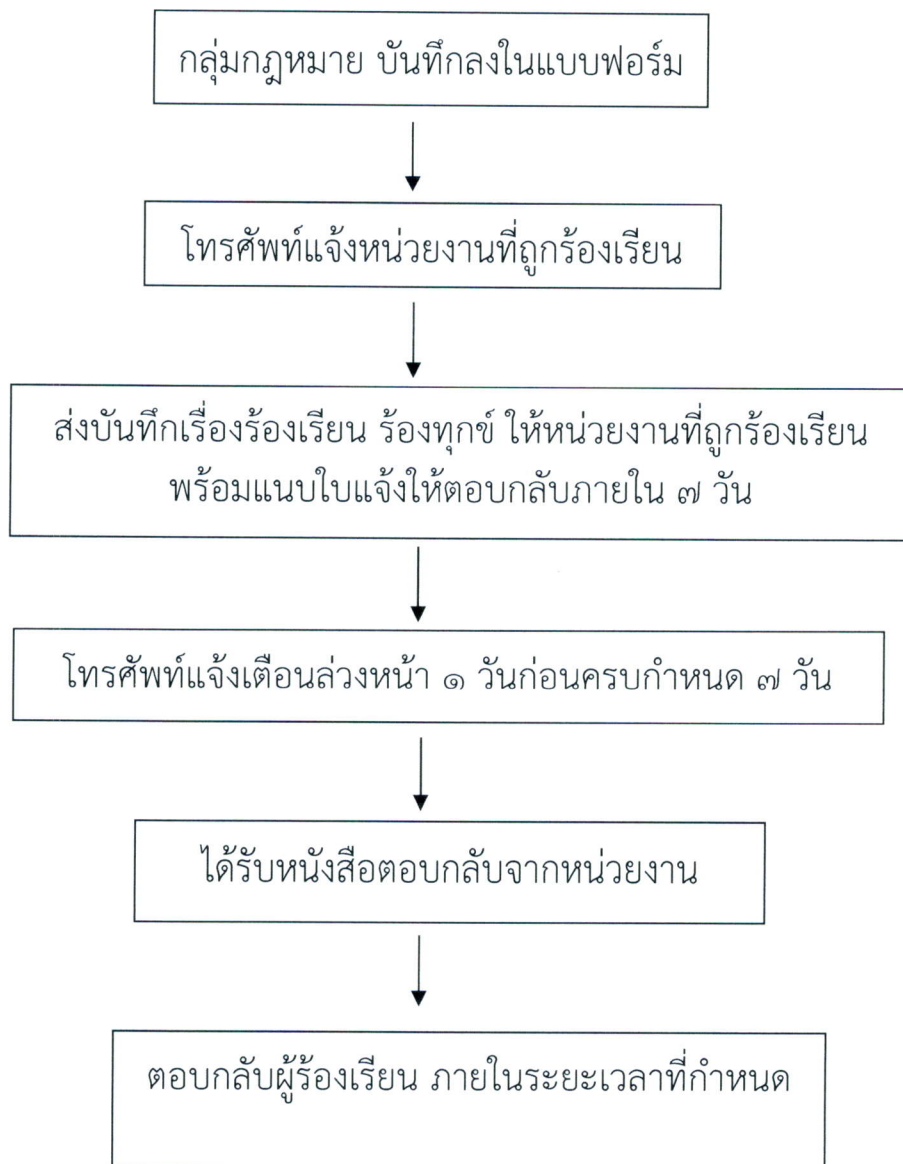 กลุ่มกฎหมาย บันทึกลงในแบบฟอร์ม
โทรศัพท์แจ้งหน่วยงานที่ถูกร้องเรียน
ส่งบันทึกเรื่องร้องเรียน ร้องทุกข์ ให้หน่วยงานที่ถูกร้องเรียน
พร้อมแนบใบแจ้งให้ตอบกลับภายใน ๗ วัน
โทรศัพท์แจ้งเตือนล่วงหน้า ๑ วันก่อนครบกำหนด ๗ วัน
ได้รับหนังสือตอบกลับจากหน่วยงาน
ตอบกลับผู้ร้องเรียน ภายในระยะเวลาที่กำหนด